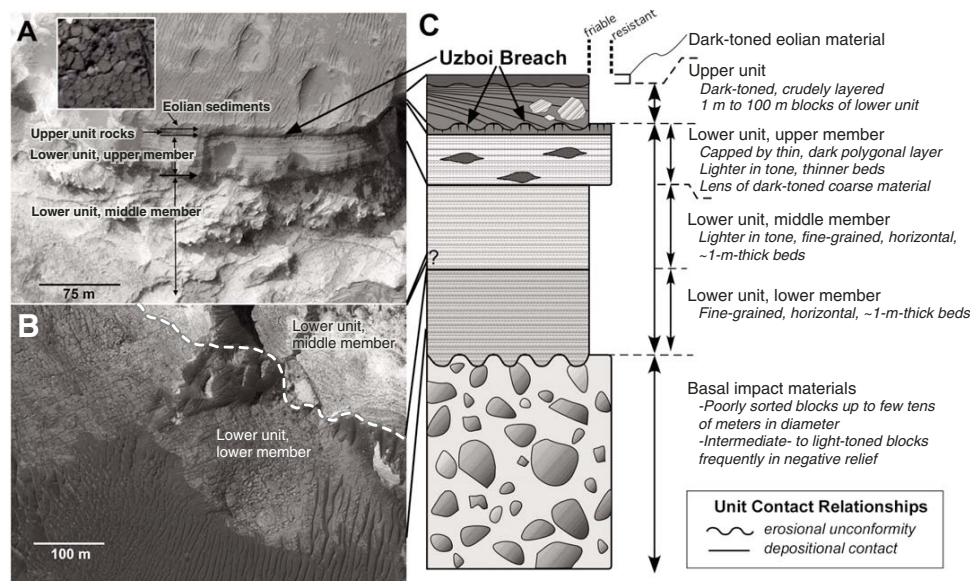 A
Eolian sediments
Upper unit rocks
Lower unit, upper member
Lower unit, middle member
75 m
B
Lower unit,
middle member
Lower unit,
lower member
100 m
C
Uzboi Breach
friable
resistant
?
Dark-toned eolian material
Upper unit
Dark-toned, crudely layered
1 m to 100 m blocks of lower unit
Lower unit, upper member
Capped by thin, dark polygonal layer
Lighter in tone, thinner beds
Lens of dark-toned coarse material
Lower unit, middle member
Lighter in tone, fine-grained, horizontal,
~1-m-thick beds
Lower unit, lower member
Fine-grained, horizontal, ~1-m-thick beds
Basal impact materials
-Poorly sorted blocks up to few tens
of meters in diameter
-Intermediate- to light-toned blocks
frequently in negative relief
Unit Contact Relationships
erosional unconformity
depositional contact